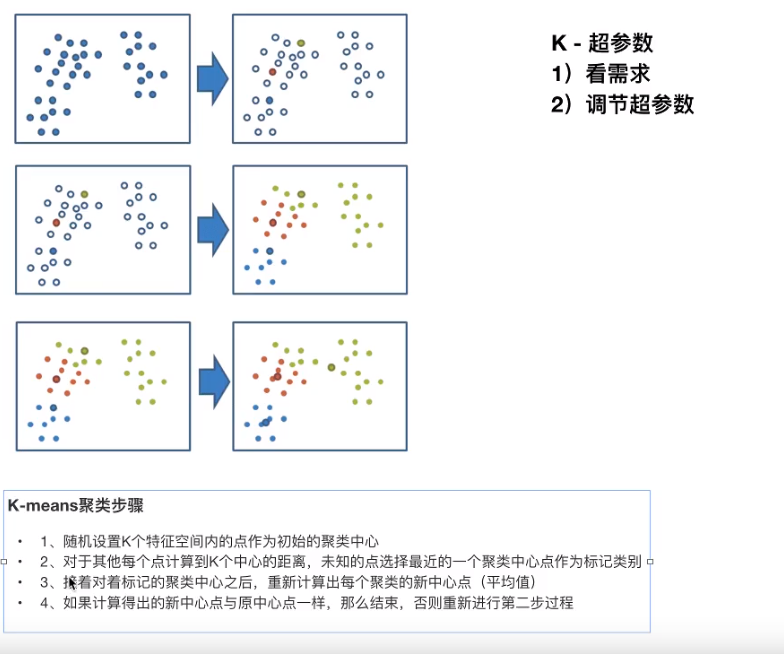 K - 超参数
1）看需求
2）调节超参数
K-means聚类步骤
• 1、随机设置K个特征空间内的点作为初始的聚类中心
• 2、对于其他每个点计算到K个中心的距离，未知的点选择最近的一个聚类中心点作为标记类别
• 3、接着对着标记的聚类中心之后，重新计算出每个聚类的新中心点（平均值）
• 4、如果计算得出的新中心点与原中心点一样，那么结束，否则重新进行第二步过程